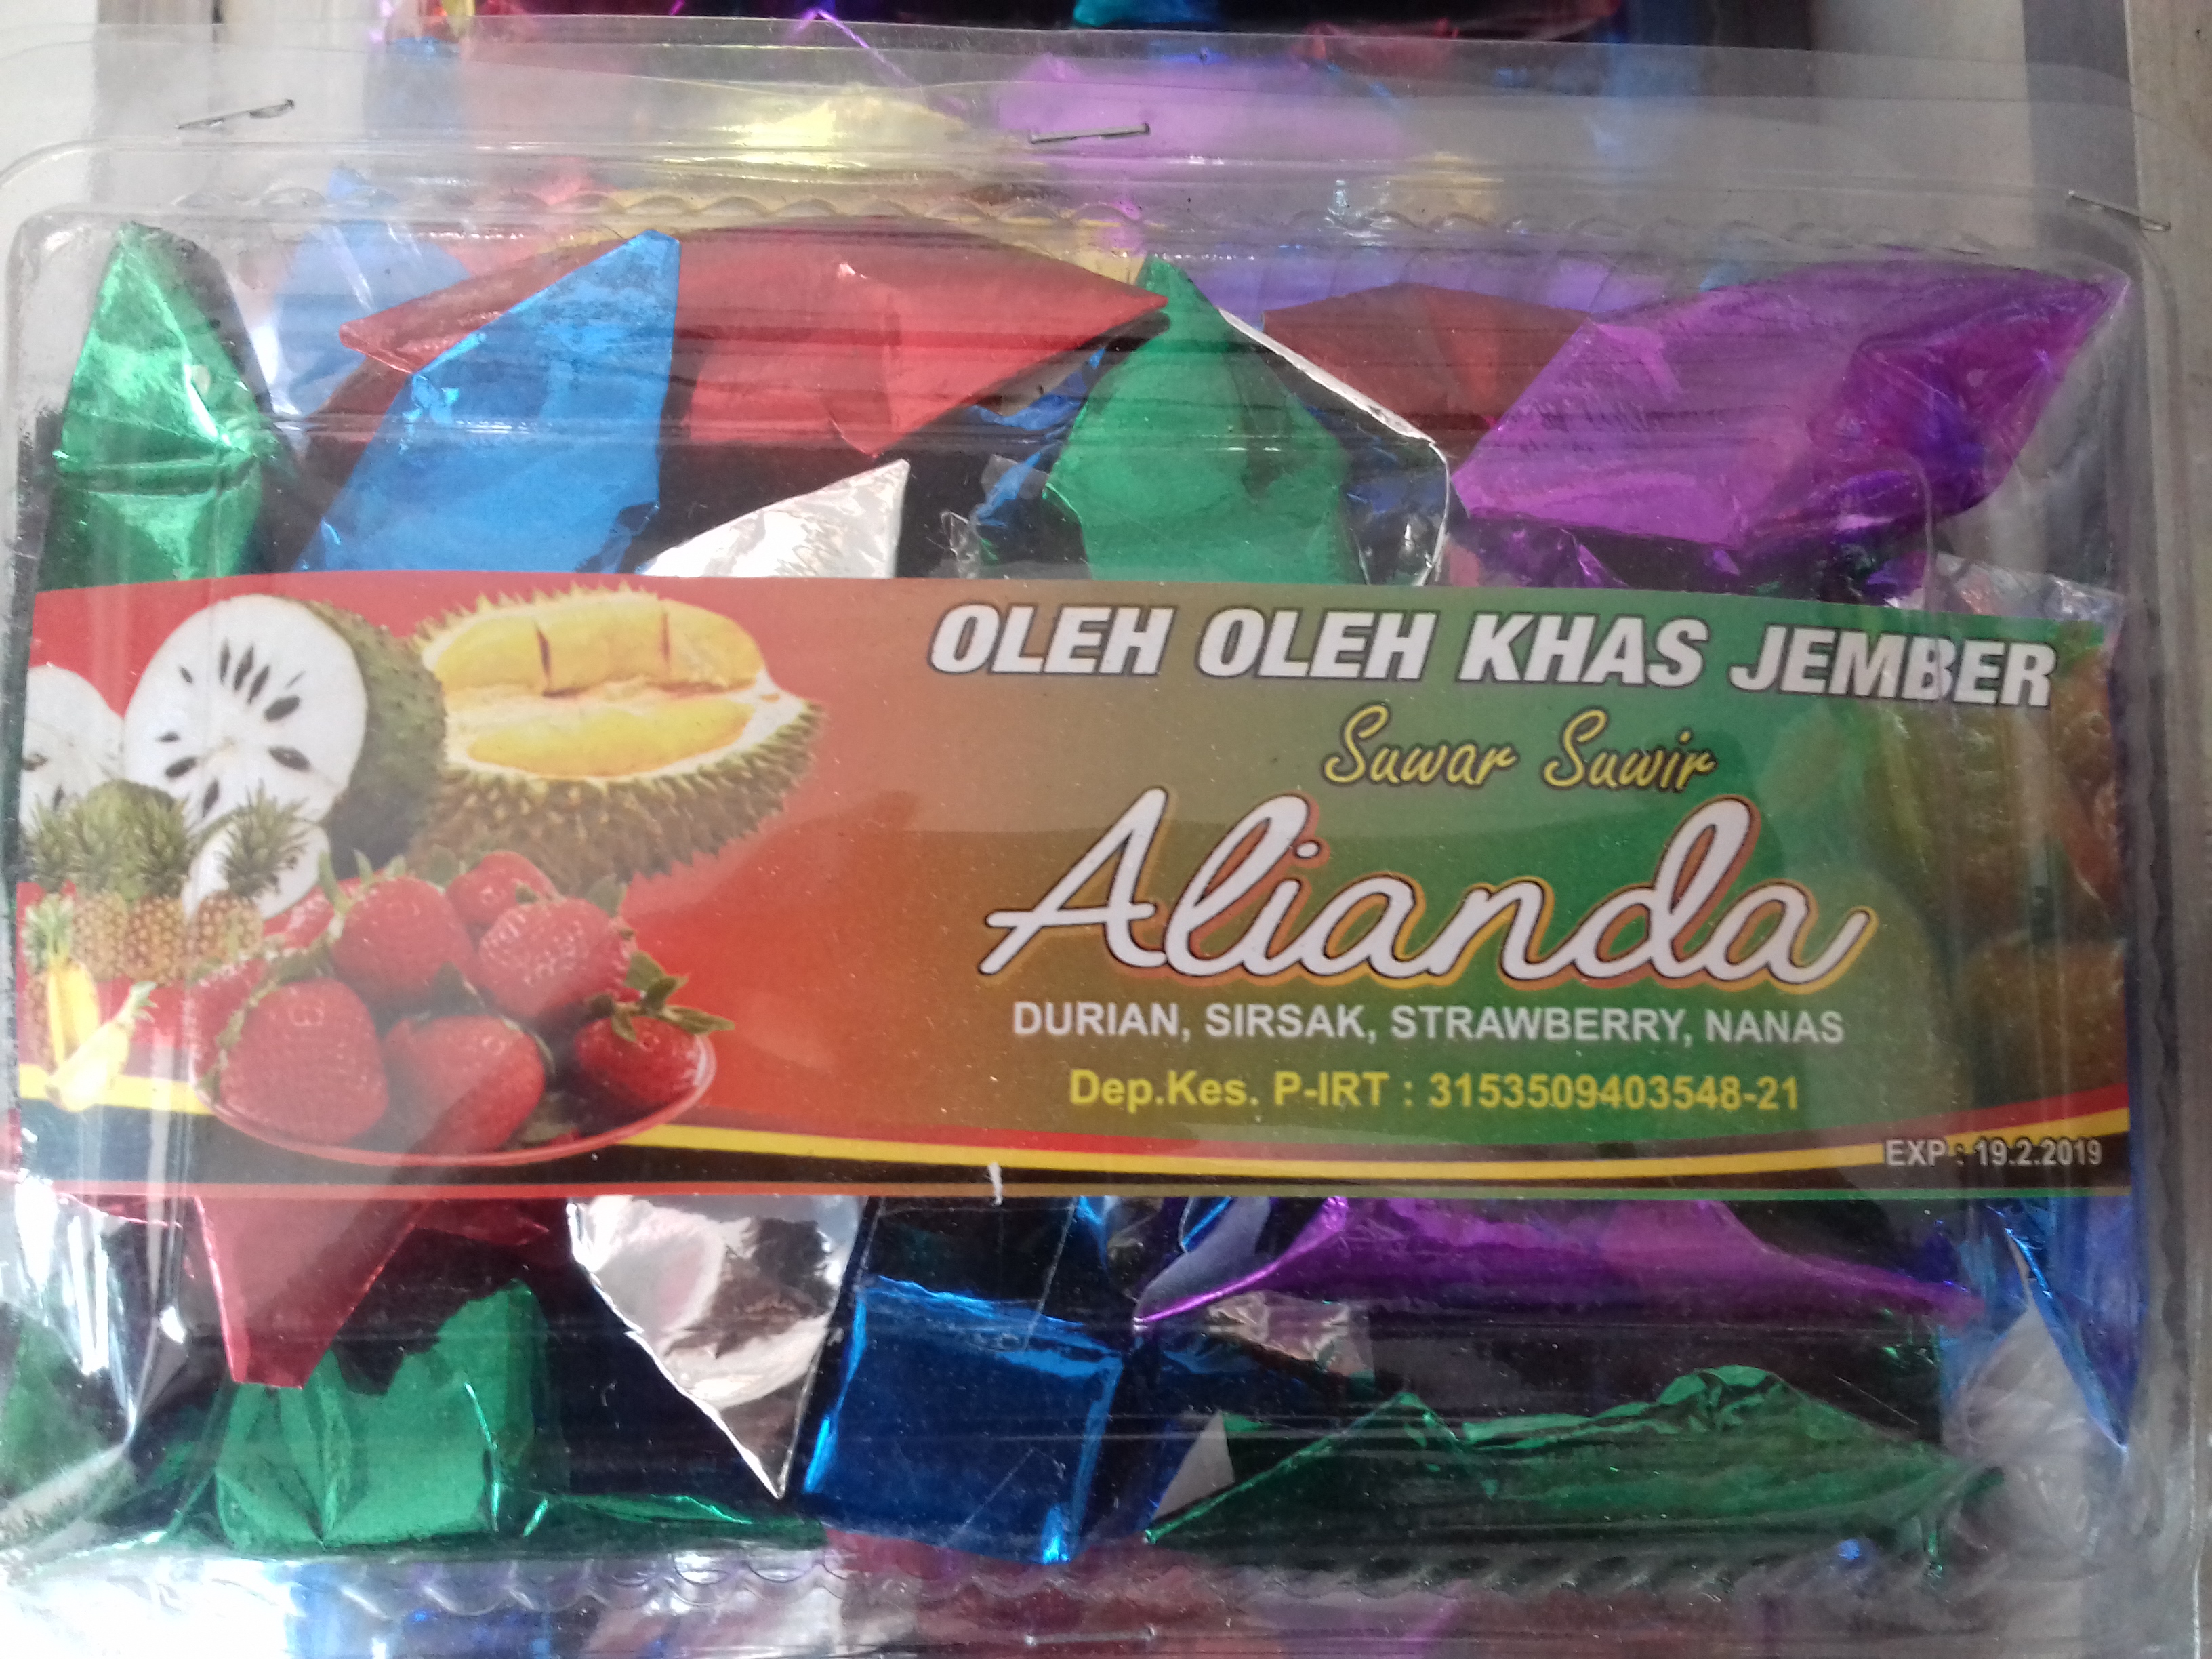 OLEH OLEH KHAS JEMBER
Suwar Suwir
Alianda
DURIAN, SIRSAK, STRAWBERRY, NANAS
Dep.Kes. P-IRT : 3153509403548-21
EXP : 19.2.2019